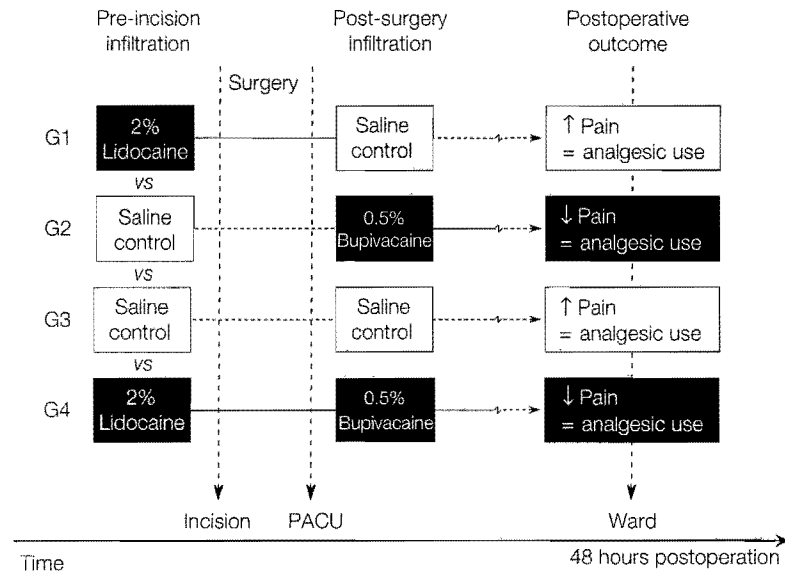 Pre-incision
infiltration
Post-surgery
infiltration
Postoperative
outcome
Surgery
G1
2%
Lidocaine
Saline
control
↑ Pain
= analgesic use
vs
G2
Saline
control
0.5%
Bupivacaine
↓ Pain
= analgesic use
vs
G3
Saline
control
Saline
control
↑ Pain
= analgesic use
vs
G4
2%
Lidocaine
0.5%
Bupivacaine
↓ Pain
= analgesic use
Incision
PACU
Ward
Time
48 hours postoperation